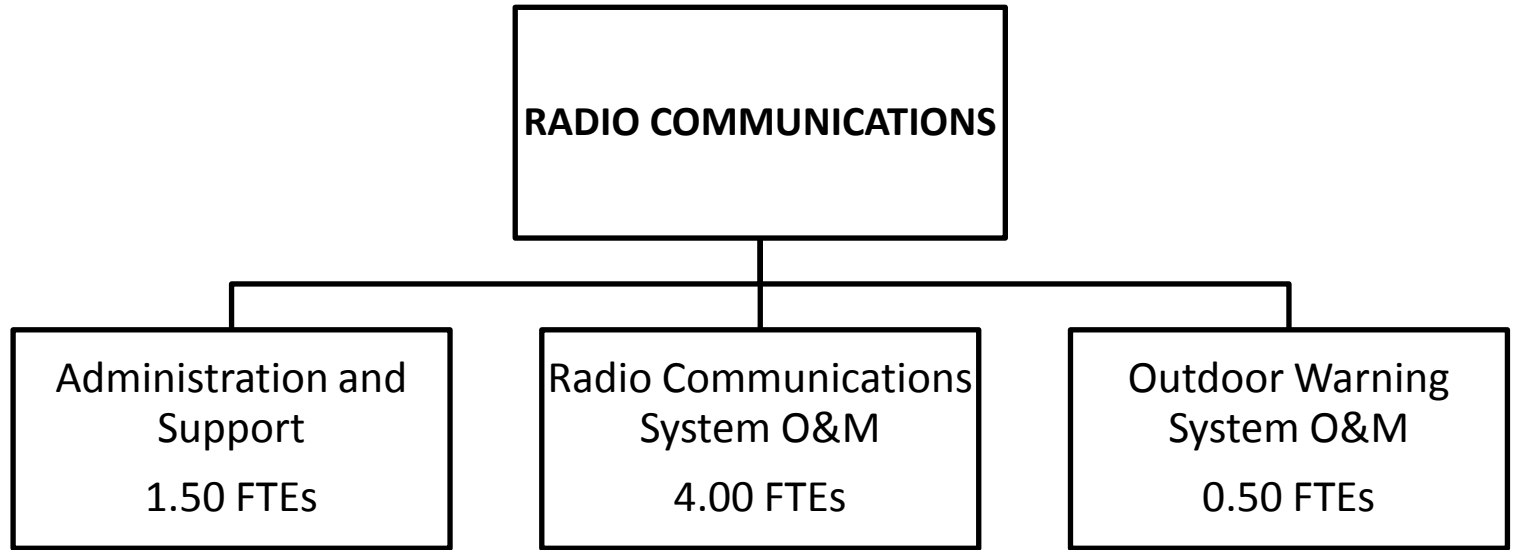 RADIO COMMUNICATIONS
Administration and
Support
1.50 FTEs
Radio Communications
System O&M
4.00 FTEs
Outdoor Warning
System O&M
0.50 FTEs